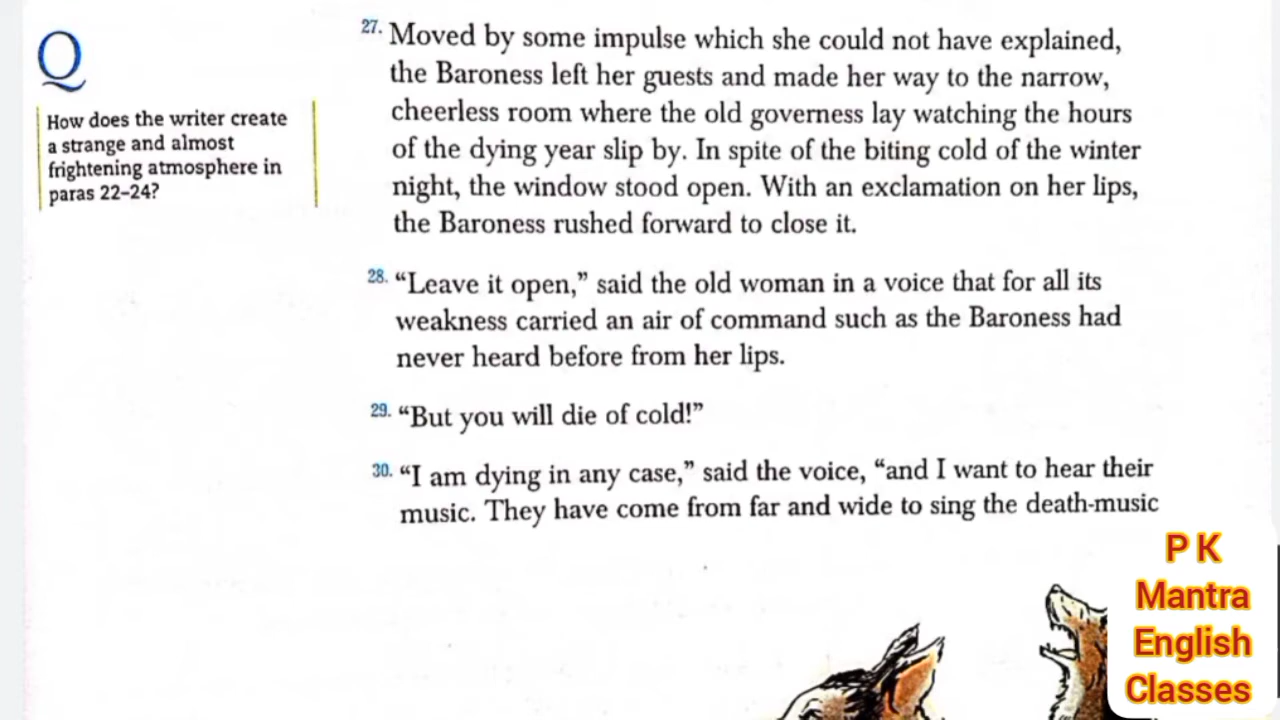 Q
How does the writer create
a strange and almost
frightening atmosphere in
paras 22–24?
27. Moved by some impulse which she could not have explained,
the Baroness left her guests and made her way to the narrow,
cheerless room where the old governess lay watching the hours
of the dying year slip by. In spite of the biting cold of the winter
night, the window stood open. With an exclamation on her lips,
the Baroness rushed forward to close it.
28. “Leave it open,” said the old woman in a voice that for all its
weakness carried an air of command such as the Baroness had
never heard before from her lips.
29. “But you will die of cold!”
30. “I am dying in any case,” said the voice, “and I want to hear their
music. They have come from far and wide to sing the death-music
P K
Mantra
English
Classes